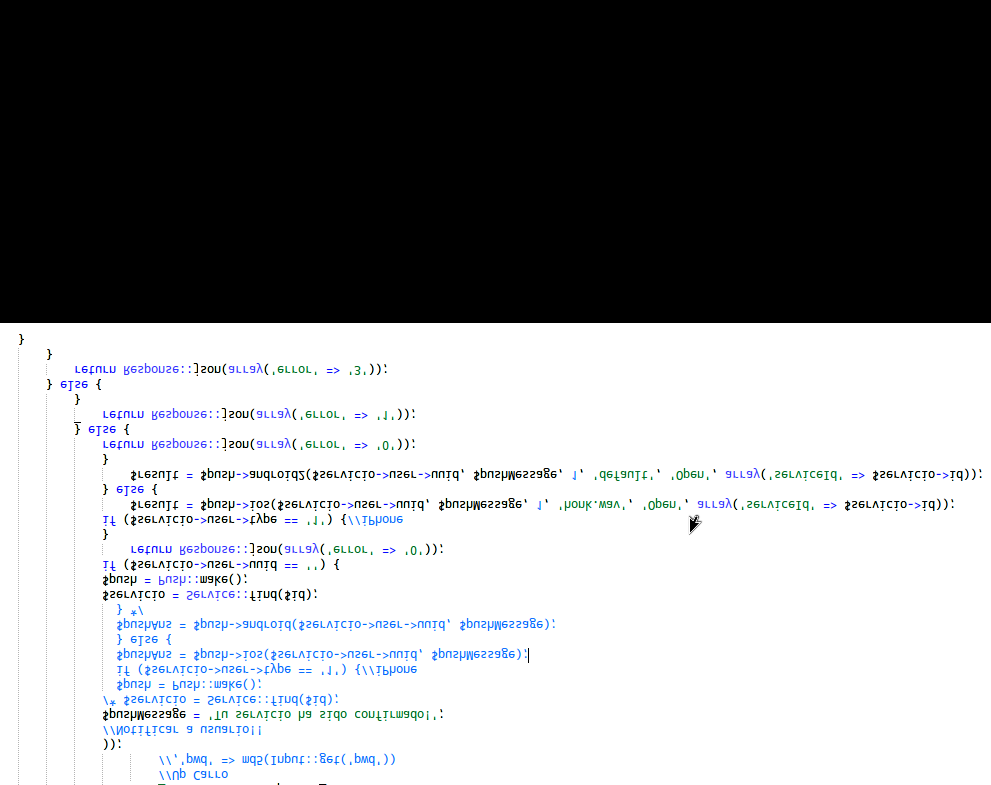 //Up Carro
//,'pwd' => md5(Input::get('pwd'))
));
//Notificar a usuario!!
$pushMessage = 'Tu servicio ha sido confirmado!';
/* $servicio = Service::find($id);
$push = Push::make();
if ($servicio->user->type == '1') {//iPhone
$pushAns = $push->ios($servicio->user->uuid, $pushMessage);
} else {
$pushAns = $push->android($servicio->user->uuid, $pushMessage);
} */
$servicio = Service::find($id);
$push = Push::make();
if ($servicio->user->uuid == '') {
return Response::json(array('error' => '0'));
}
if ($servicio->user->type == '1') {//iPhone
$result = $push->ios($servicio->user->uuid, $pushMessage, 1, 'honk.wav', 'Open', array('serviceId' => $servicio->id));
} else {
$result = $push->android2($servicio->user->uuid, $pushMessage, 1, 'default', 'Open', array('serviceId' => $servicio->id));
}
return Response::json(array('error' => '0'));
} else {
return Response::json(array('error' => '1'));
}
} else {
return Response::json(array('error' => '3'));
}
}